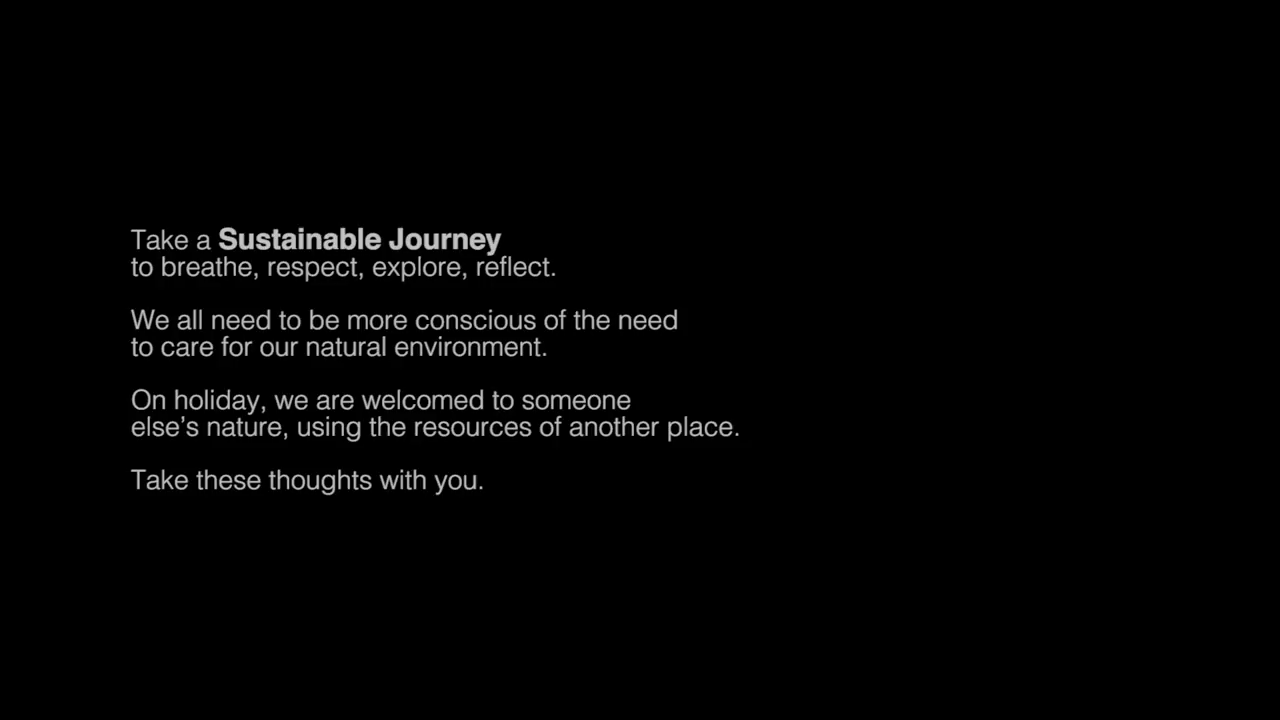 Take a Sustainable Journey
to breathe, respect, explore, reflect.
We all need to be more conscious of the need
to care for our natural environment.
On holiday, we are welcomed to someone
else’s nature, using the resources of another place.
Take these thoughts with you.